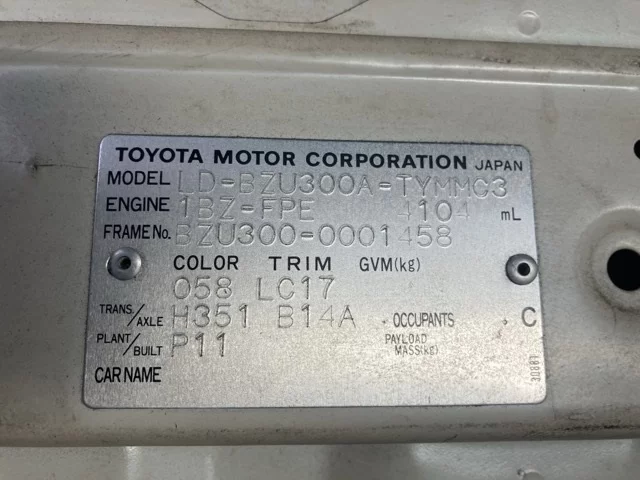 TOYOTA MOTOR CORPORATION JAPAN
MODEL LD-BZU300A-TYMMG3
ENGINE 1BZ-FPE 4104 mL
FRAME No. BZU300-0001458
COLOR TRIM GVM(kg)
058 LC17
TRANS./AXLE H351 B14A OCCUPANTS C
PLANT/BUILT P11 PAYLOAD MASS(kg)
CAR NAME